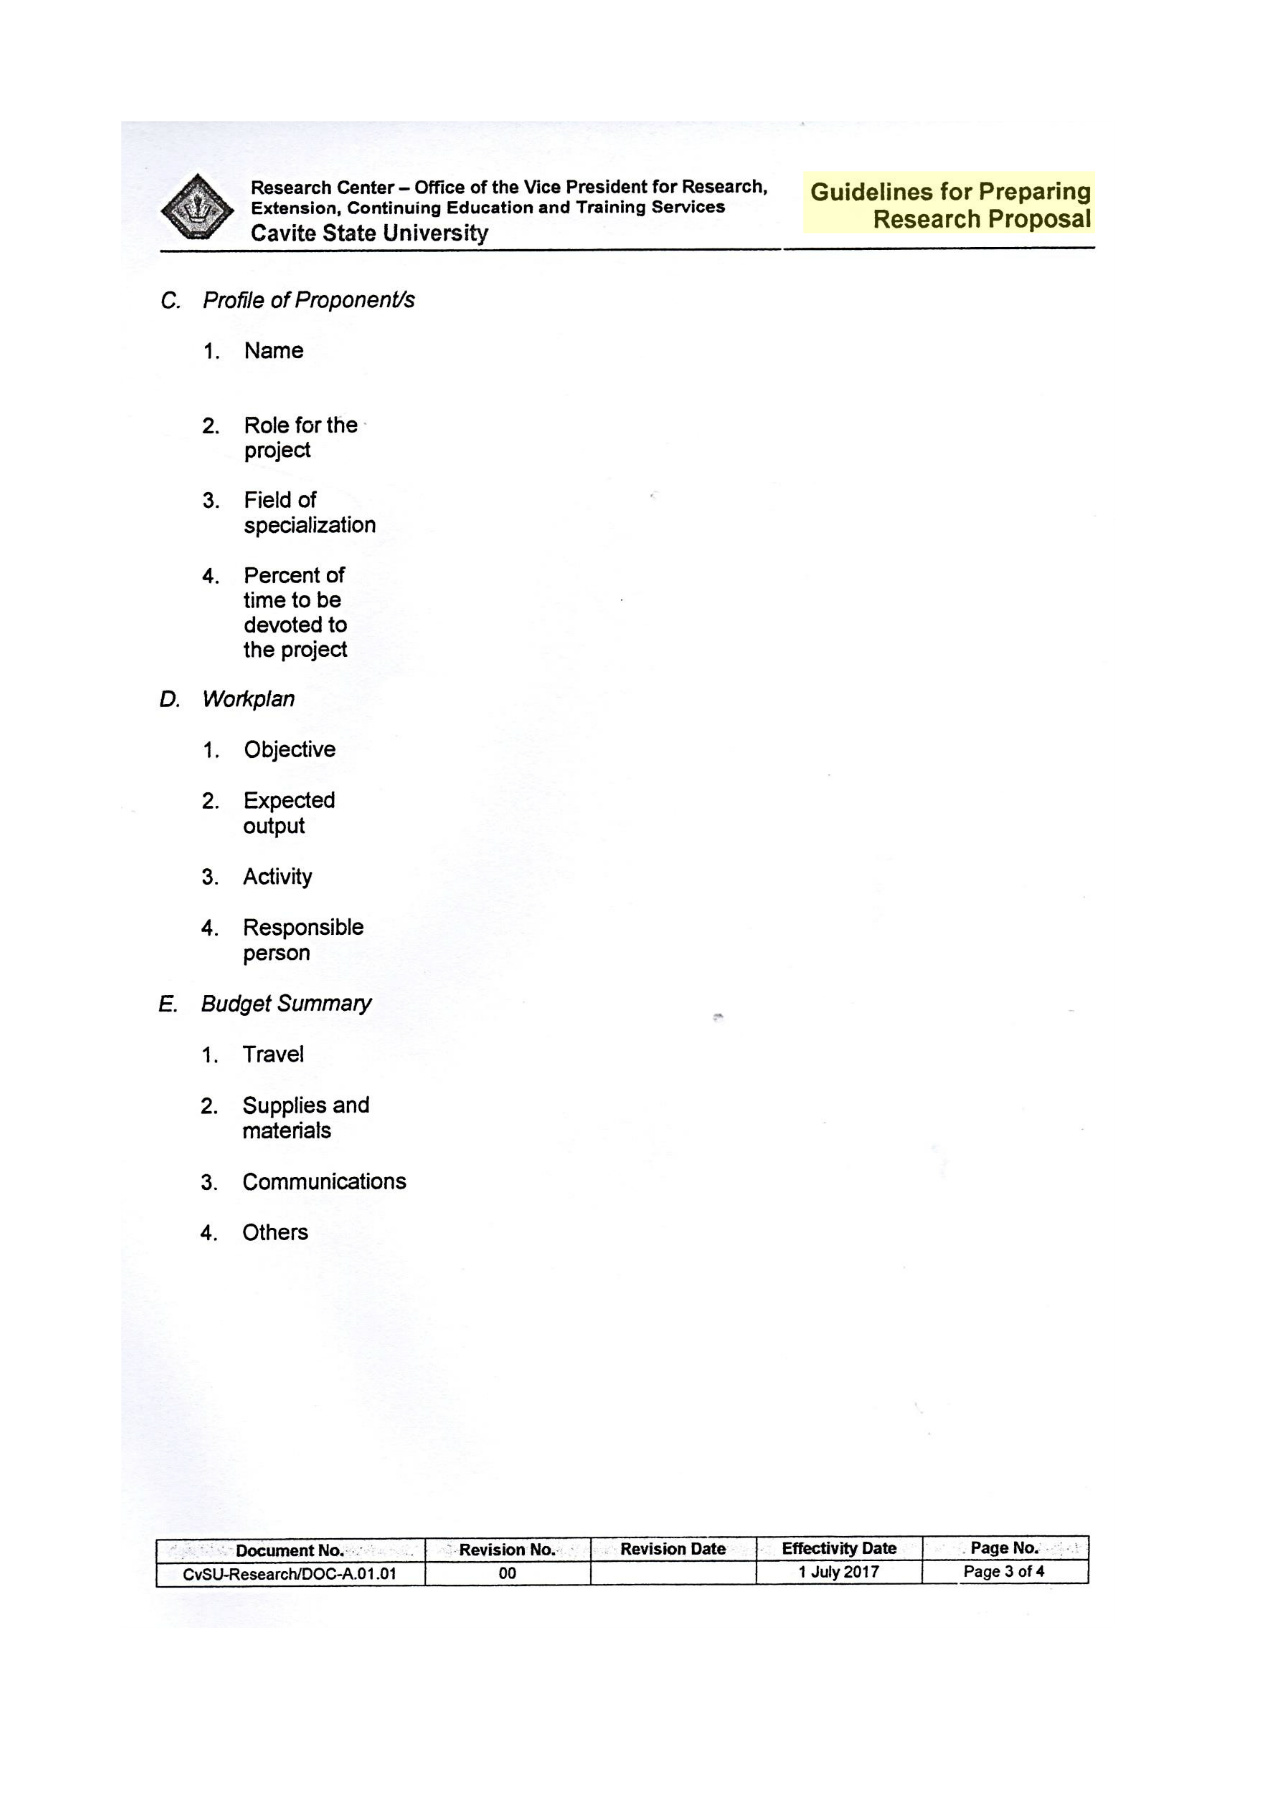 Research Center – Office of the Vice President for Research,
Extension, Continuing Education and Training Services
Cavite State University
Guidelines for Preparing
Research Proposal
C. Profile of Proponent/s
1. Name
2. Role for the
project
3. Field of
specialization
4. Percent of
time to be
devoted to
the project
D. Workplan
1. Objective
2. Expected
output
3. Activity
4. Responsible
person
E. Budget Summary
1. Travel
2. Supplies and
materials
3. Communications
4. Others
Document No. Revision No. Revision Date Effectivity Date Page No.
CvSU-Research/DOC-A.01.01 00 1 July 2017 Page 3 of 4